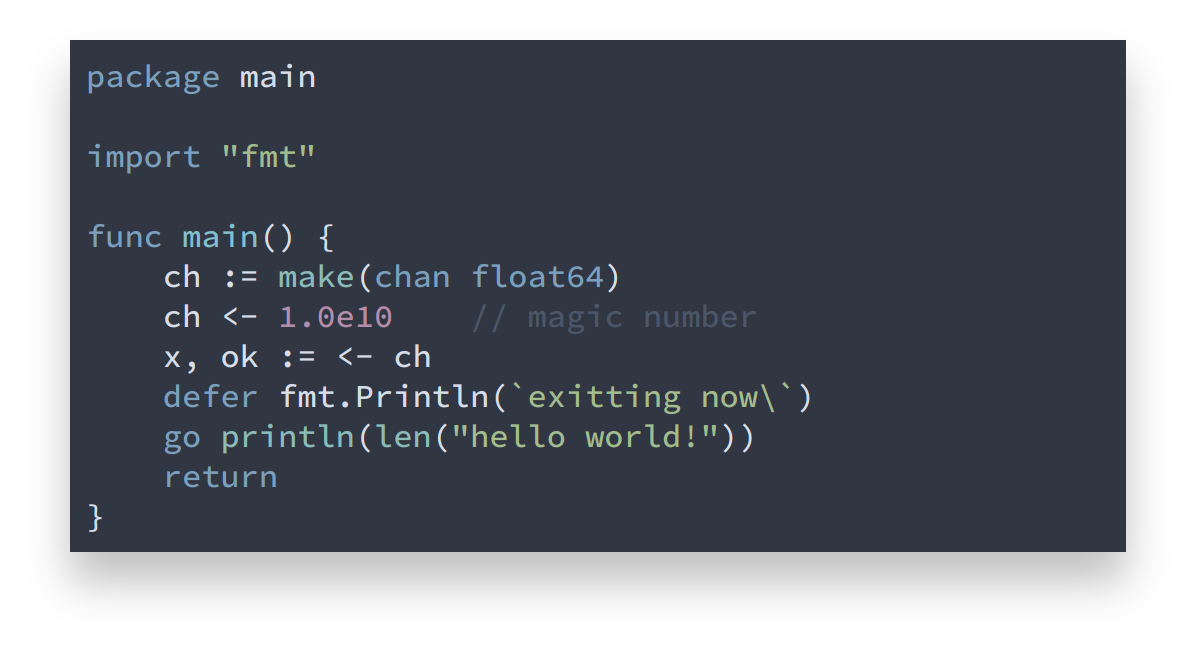 package main
import "fmt"
func main() {
    ch := make(chan float64)
    ch <- 1.0e10    // magic number
    x, ok := <- ch
    defer fmt.Println(`exitting now\`)
    go println(len("hello world!"))
    return
}